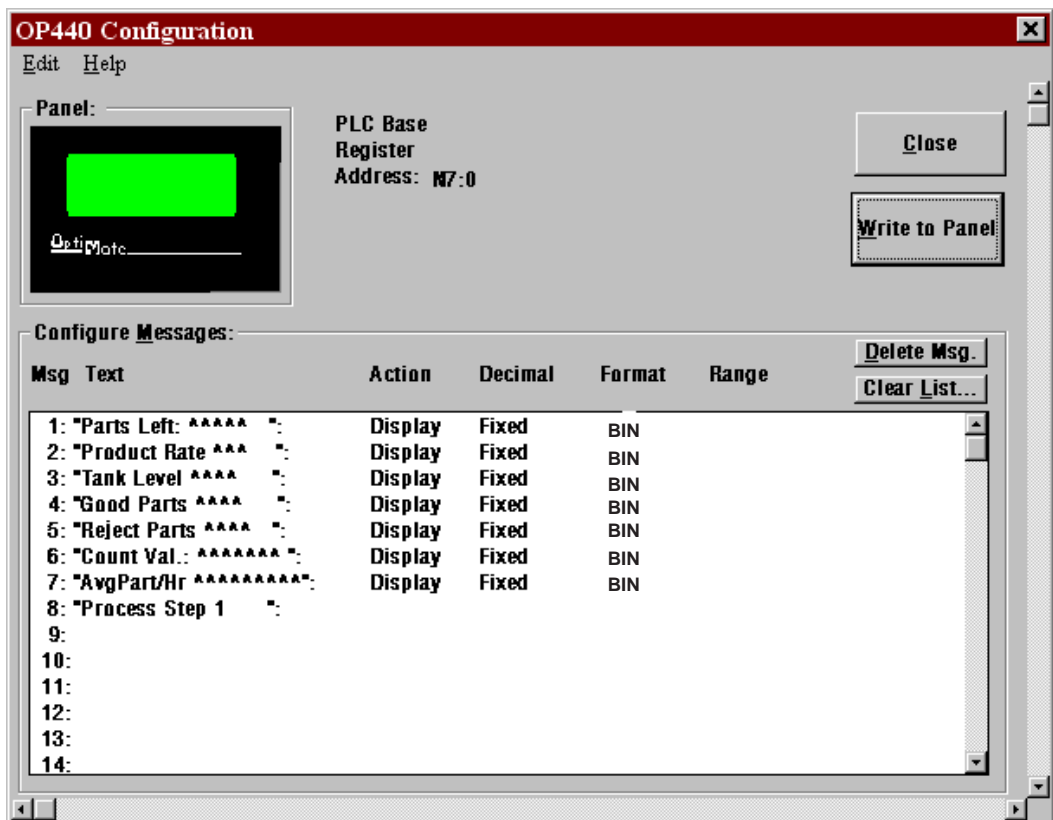 OP440 Configuration
Edit Help
Panel:
OptiMate
PLC Base
Register
Address: N7:0
Close
Write to Panel
Configure Messages:
Delete Msg.
Clear List...
Msg Text Action Decimal Format Range
1: "Parts Left: ^^^^^ ": Display Fixed BIN
2: "Product Rate ^^^ ": Display Fixed BIN
3: "Tank Level ^^^^ ": Display Fixed BIN
4: "Good Parts ^^^^ ": Display Fixed BIN
5: "Reject Parts ^^^^ ": Display Fixed BIN
6: "Count Val.: ^^^^^^^ ": Display Fixed BIN
7: "AvgPart/Hr ^^^^^^^^^": Display Fixed BIN
8: "Process Step 1 ":
9:
10:
11:
12:
13:
14: